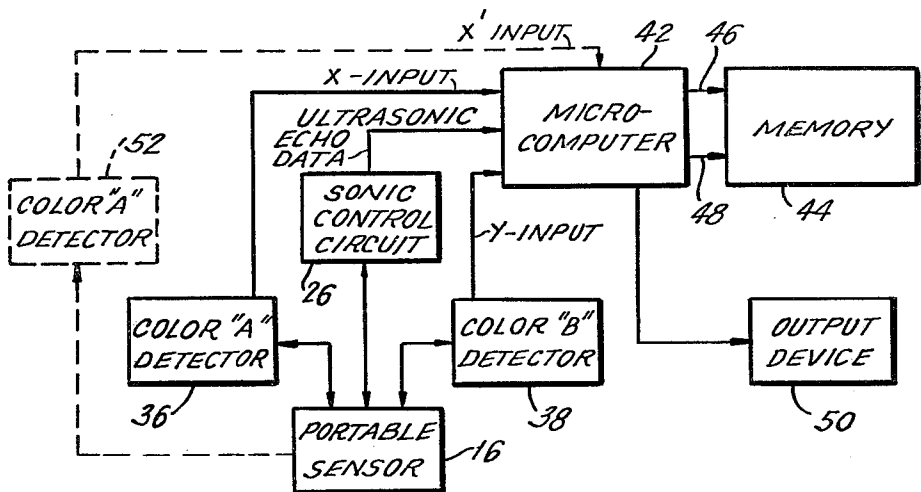 X' INPUT
42
46
X-INPUT
ULTRASONIC
ECHO
DATA
MICRO-
COMPUTER
MEMORY
52
COLOR "A"
DETECTOR
SONIC
CONTROL
CIRCUIT
48
44
Y-INPUT
26
COLOR "A"
DETECTOR
COLOR "B"
DETECTOR
OUTPUT
DEVICE
36
38
50
PORTABLE
SENSOR
16